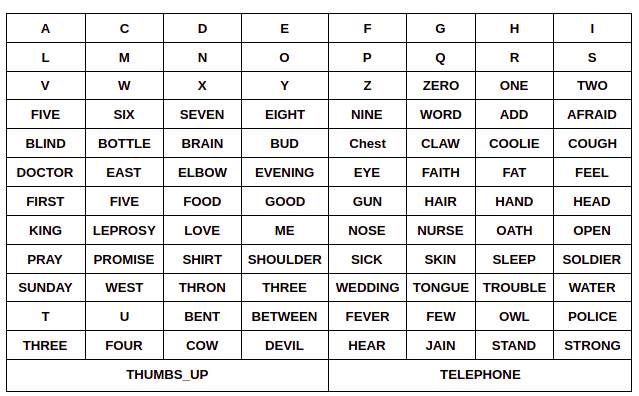 A C D E F G H I
L M N O P Q R S
V W X Y Z ZERO ONE TWO
FIVE SIX SEVEN EIGHT NINE WORD ADD AFRAID
BLIND BOTTLE BRAIN BUD Chest CLAW COOLIE COUGH
DOCTOR EAST ELBOW EVENING EYE FAITH FAT FEEL
FIRST FIVE FOOD GOOD GUN HAIR HAND HEAD
KING LEPROSY LOVE ME NOSE NURSE OATH OPEN
PRAY PROMISE SHIRT SHOULDER SICK SKIN SLEEP SOLDIER
SUNDAY WEST THRON THREE WEDDING TONGUE TROUBLE WATER
T U BENT BETWEEN FEVER FEW OWL POLICE
THREE FOUR COW DEVIL HEAR JAIN STAND STRONG
THUMBS_UP TELEPHONE